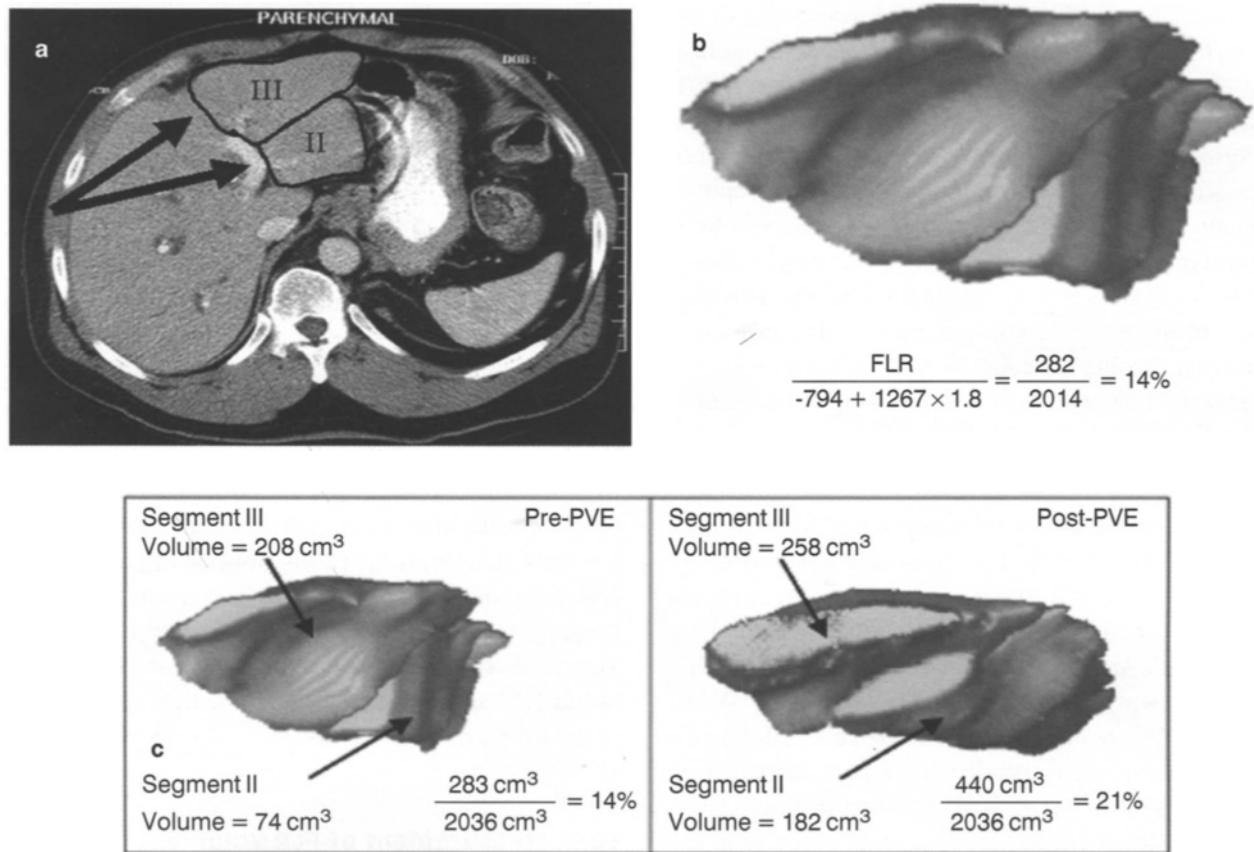 PARENCHYMAL
a
DOB:
III
II
b
FLR / -794 + 1267 × 1.8 = 282 / 2014 = 14%
Segment III
Volume = 208 cm³
Pre-PVE
c
Segment II
Volume = 74 cm³
283 cm³ / 2036 cm³ = 14%
Segment III
Volume = 258 cm³
Post-PVE
Segment II
Volume = 182 cm³
440 cm³ / 2036 cm³ = 21%